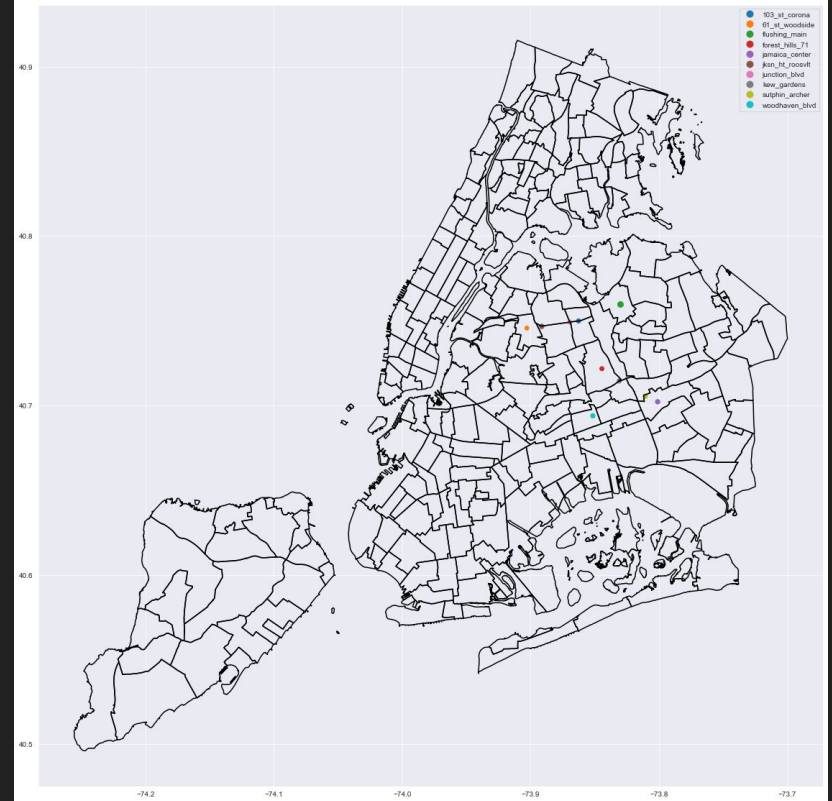 103_st_corona
61_st_woodside
flushing_main
forest_hills_71
jamaica_center
jksn_ht_roosvlt
junction_blvd
kew_gardens
sutphin_archer
woodhaven_blvd
40.9
40.8
40.7
40.6
40.5
−74.2 −74.1 −74.0 −73.9 −73.8 −73.7